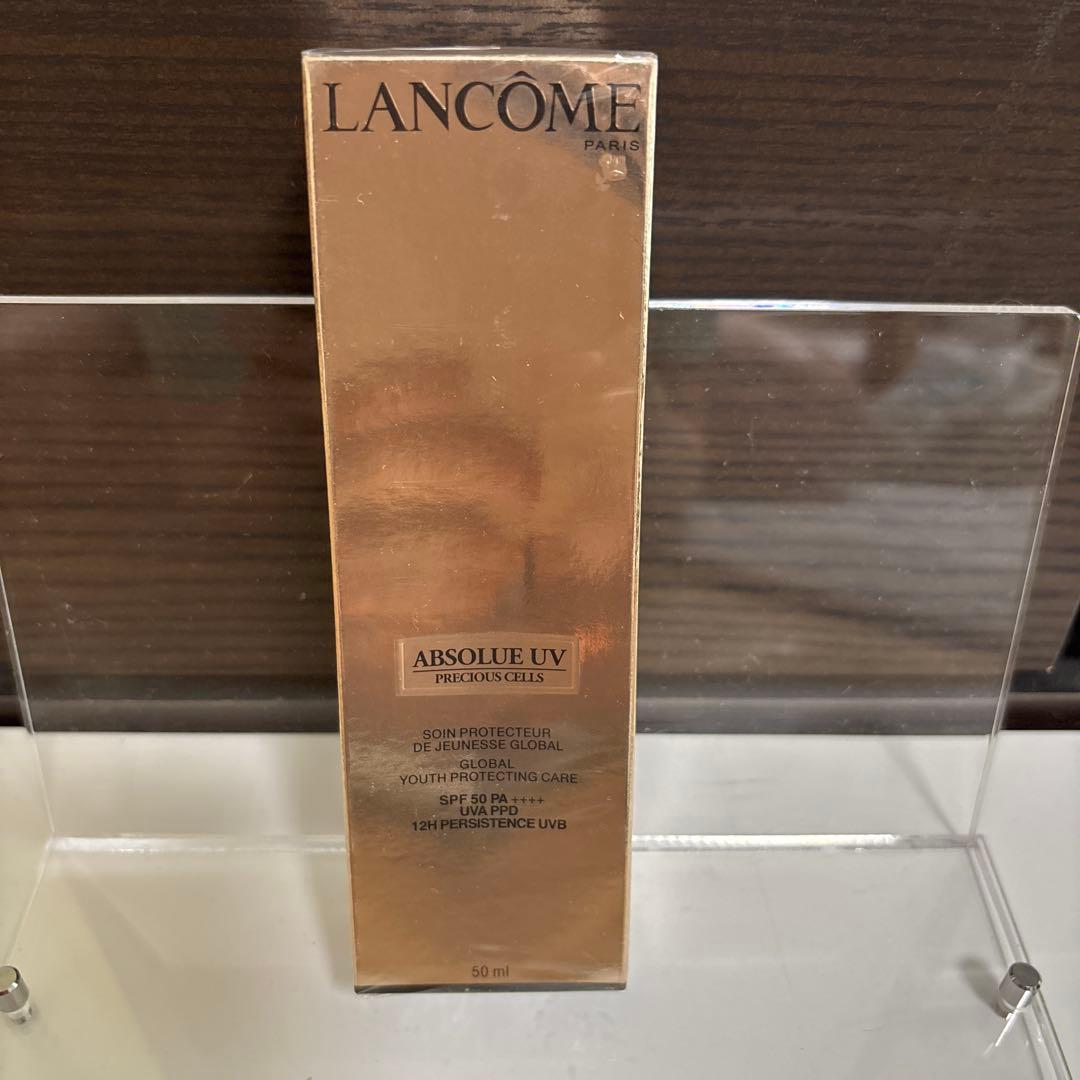 LANCÔME
PARIS
ABSOLUE UV
PRECIOUS CELLS
SOIN PROTECTEUR
DE JEUNESSE GLOBAL
GLOBAL
YOUTH PROTECTING CARE
SPF 50 PA ++++
UVA PPD
12H PERSISTENCE UVB
50 ml